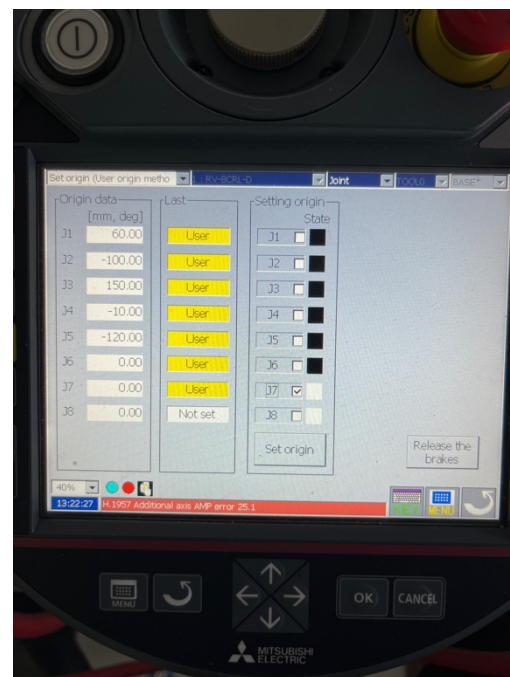 Set origin (User origin metho
1 : RV-8CRL-D
Joint
TOOL0
BASE*
Origin data
[mm, deg]
Last
Setting origin
State
J1 60.00 User J1
J2 -100.00 User J2
J3 150.00 User J3
J4 -10.00 User J4
J5 -120.00 User J5
J6 0.00 User J6
J7 0.00 User J7
J8 0.00 Not set J8
Set origin
Release the
brakes
40%
13:22:27 H.1957 Additional axis AMP error 25.1
KEY
MENU
MENU
OK
CANCEL
MITSUBISHI
ELECTRIC